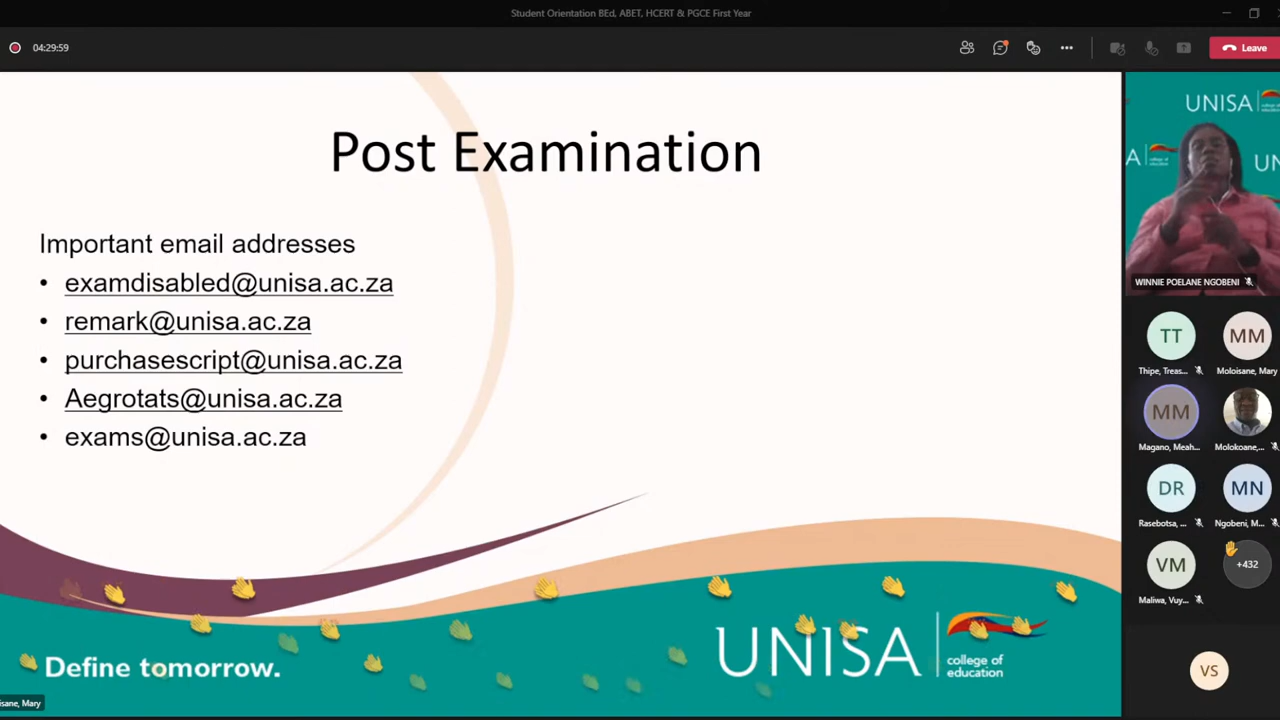 Student Orientation BEd, ABET, HCERT & PGCE First Year
04:29:59
Leave
Post Examination
Important email addresses
• examdisabled@unisa.ac.za
• remark@unisa.ac.za
• purchasescript@unisa.ac.za
• Aegrotats@unisa.ac.za
• exams@unisa.ac.za
Define tomorrow.
UNISA
college of
education
isane, Mary
UNISA
A
UN
WINNIE POELANE NGOBENI
TT
Thipe, Treas...
MM
Moloisane, Mary
MM
Magano, Meah...
Molokoane,...
DR
Rasebotsa, ...
MN
Ngobeni, M...
VM
Maliwa, Vuy...
+432
VS